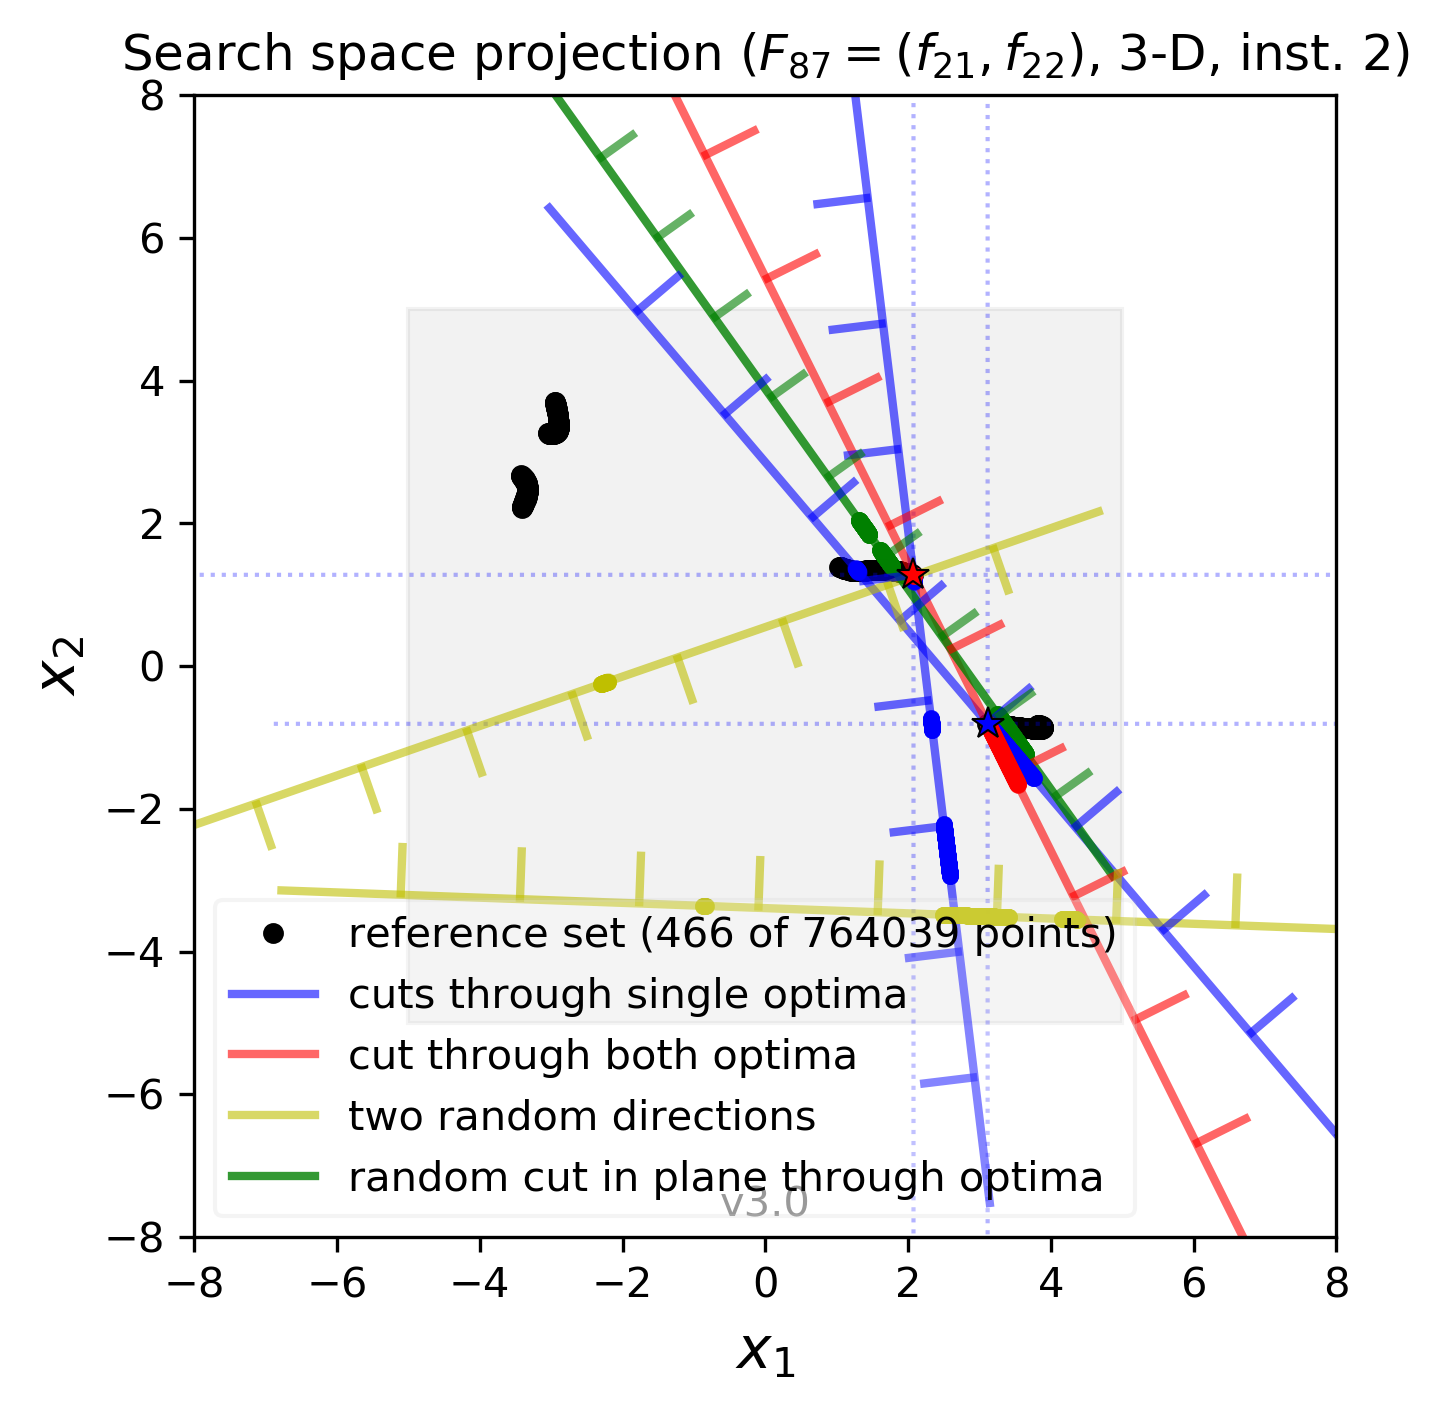 Search space projection (F87 = (f21, f22), 3-D, inst. 2)
8
6
4
2
0
−2
−4
−6
−8
x2
reference set (466 of 764039 points)
cuts through single optima
cut through both optima
two random directions
random cut in plane through optima
v3.0
−8 −6 −4 −2 0 2 4 6 8
x1